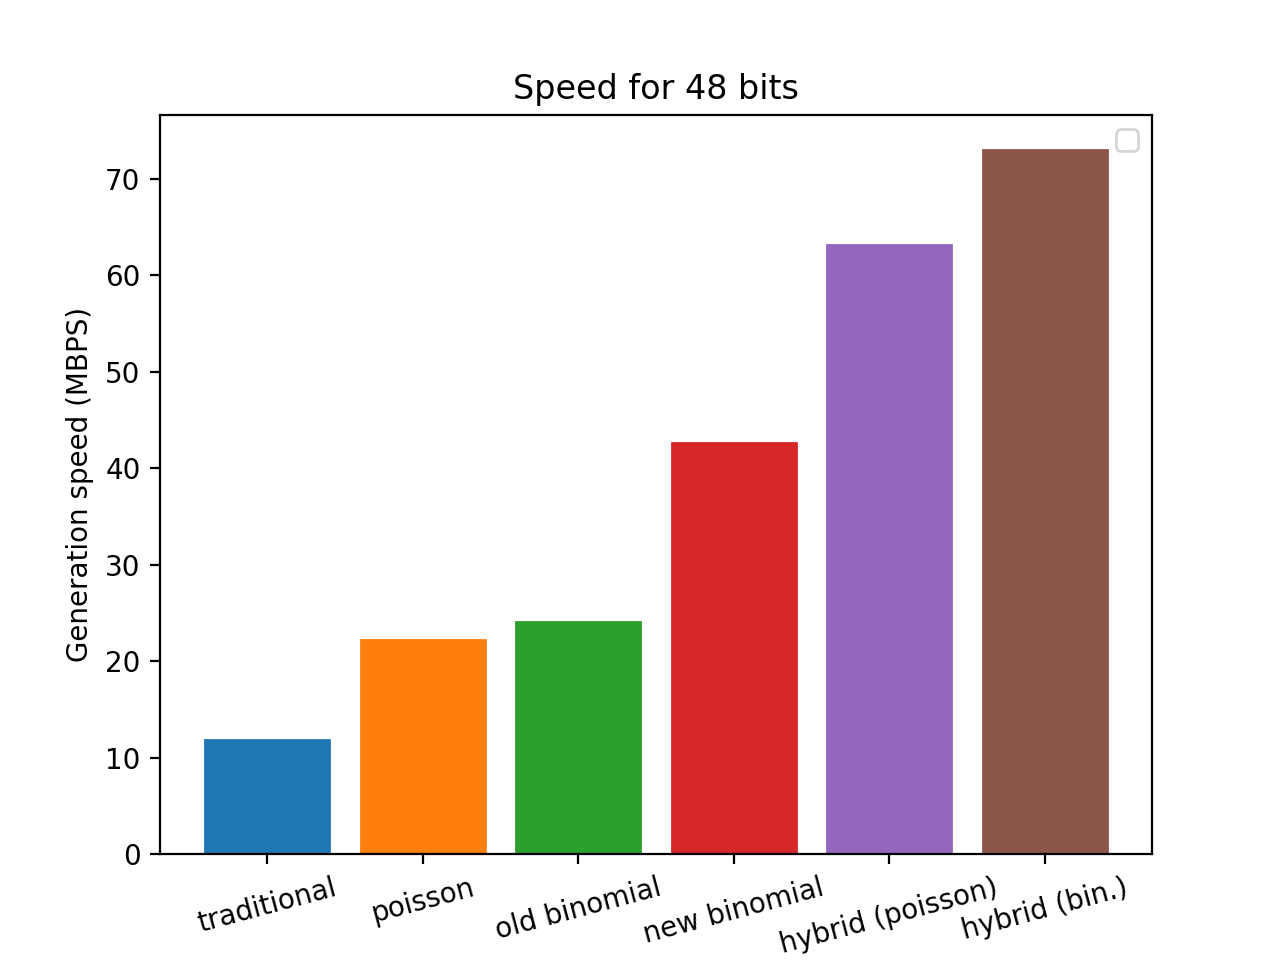 Speed for 48 bits
Generation speed (MBPS)
70
60
50
40
30
20
10
0
traditional
poisson
old binomial
new binomial
hybrid (poisson)
hybrid (bin.)